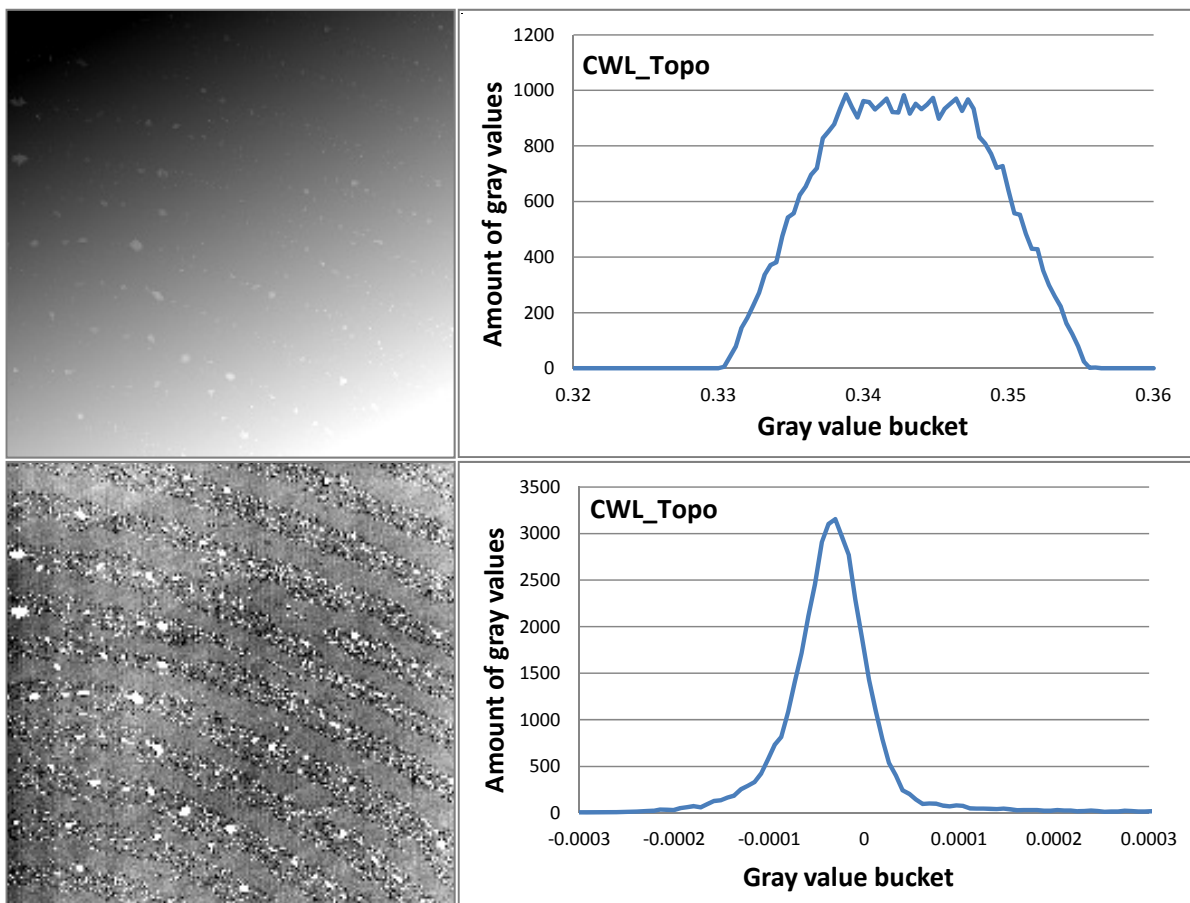 CWL_Topo
1200
1000
800
600
400
200
0
Amount of gray values
0.32 0.33 0.34 0.35 0.36
Gray value bucket
CWL_Topo
3500
3000
2500
2000
1500
1000
500
0
Amount of gray values
-0.0003 -0.0002 -0.0001 0 0.0001 0.0002 0.0003
Gray value bucket